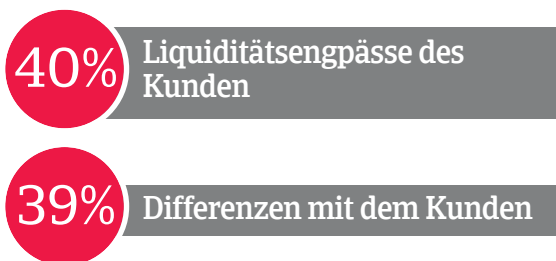 40%
Liquiditätsengpässe des
Kunden
39%
Differenzen mit dem Kunden